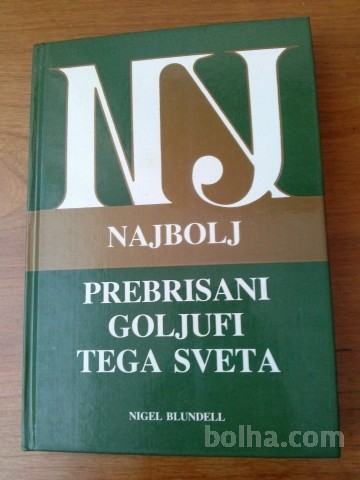 NJ
NAJBOLJ
PREBRISANI
GOLJUFI
TEGA SVETA
NIGEL BLUNDELL
bolha.com